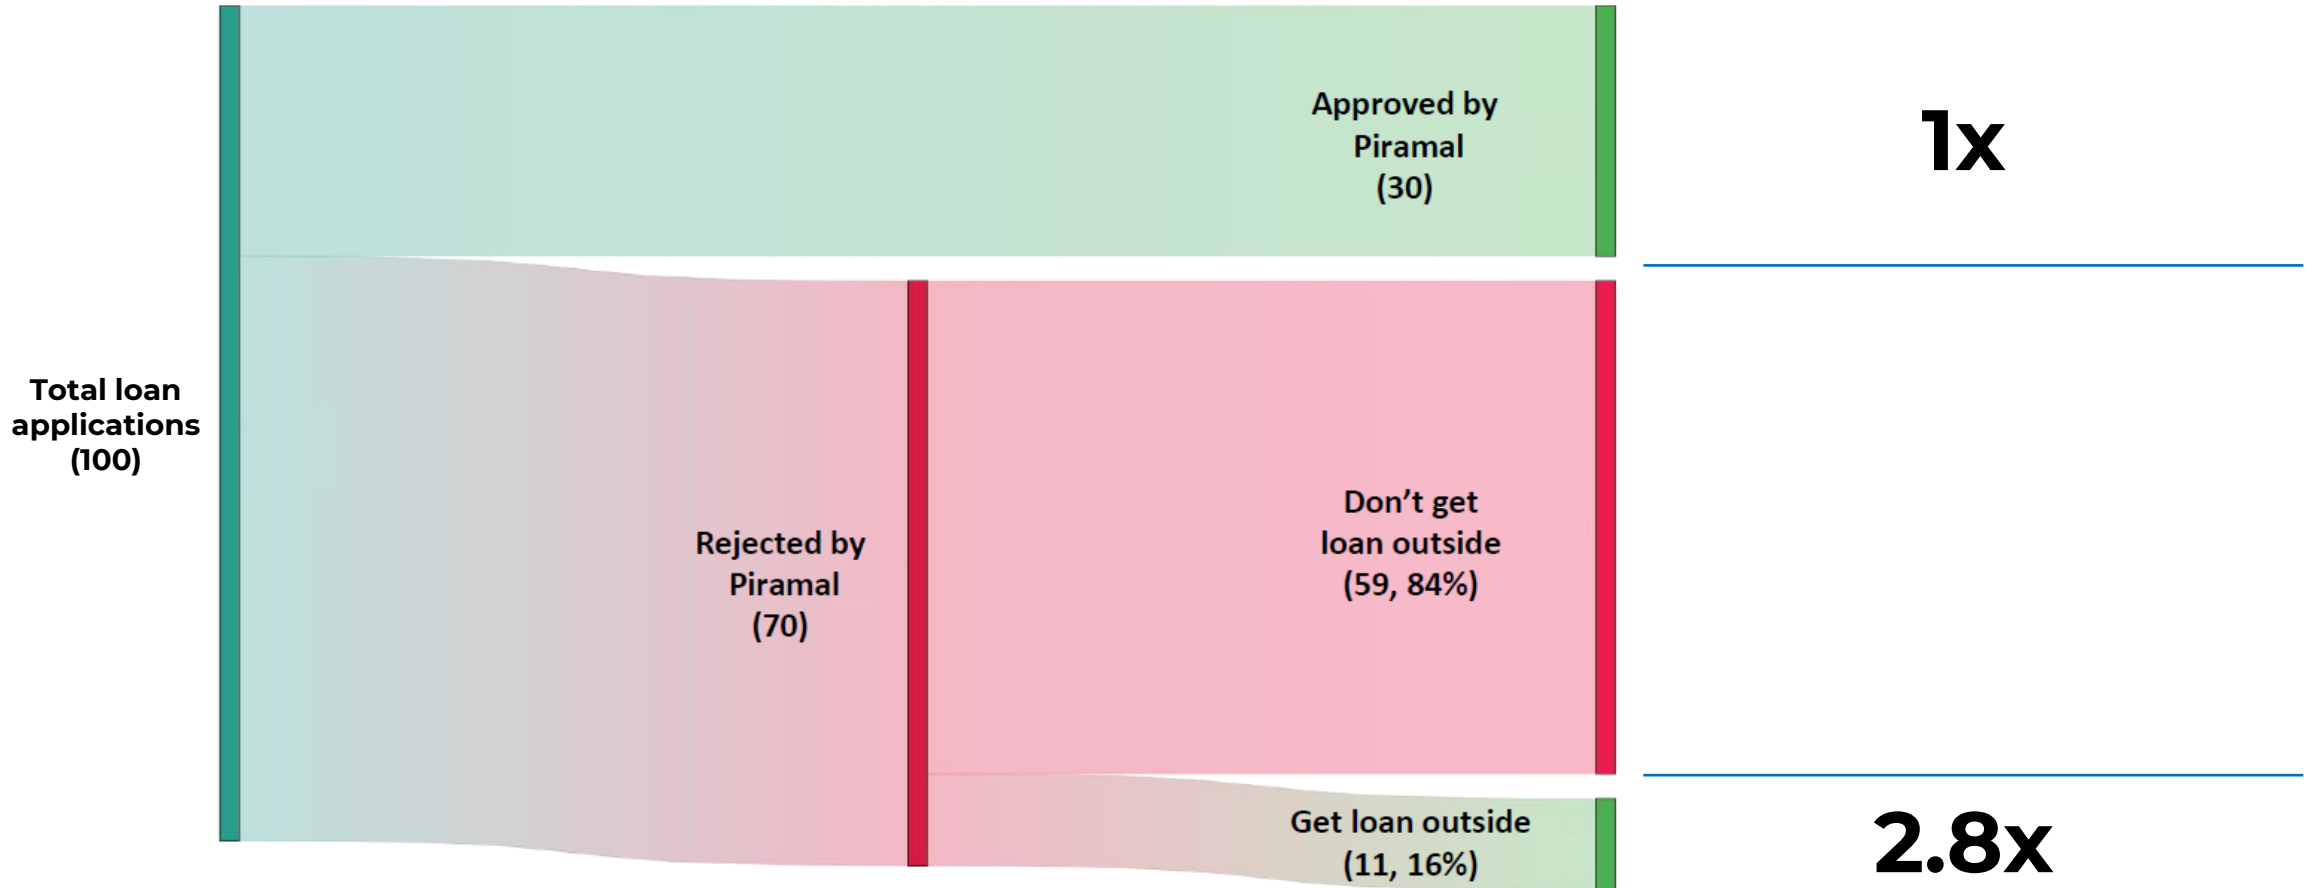 Approved by
Piramal
(30)
1x
Total loan
applications
(100)
Rejected by
Piramal
(70)
Don’t get
loan outside
(59, 84%)
Get loan outside
(11, 16%)
2.8x